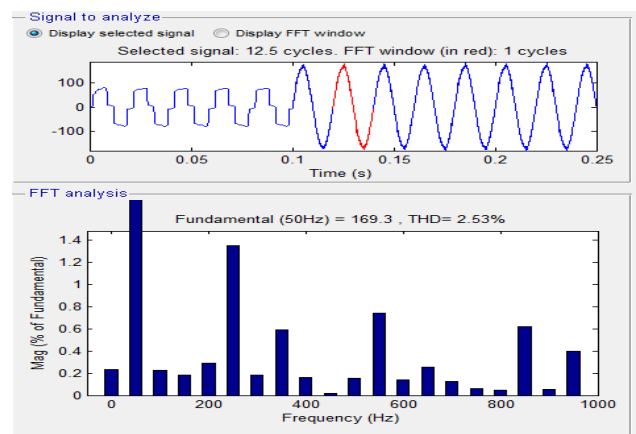 Signal to analyze
Display selected signal Display FFT window
Selected signal: 12.5 cycles. FFT window (in red): 1 cycles
100
0
-100
0 0.05 0.1 0.15 0.2 0.25
Time (s)
FFT analysis
Fundamental (50Hz) = 169.3 , THD= 2.53%
Mag (% of Fundamental)
1.4
1.2
1
0.8
0.6
0.4
0.2
0
0 200 400 600 800 1000
Frequency (Hz)